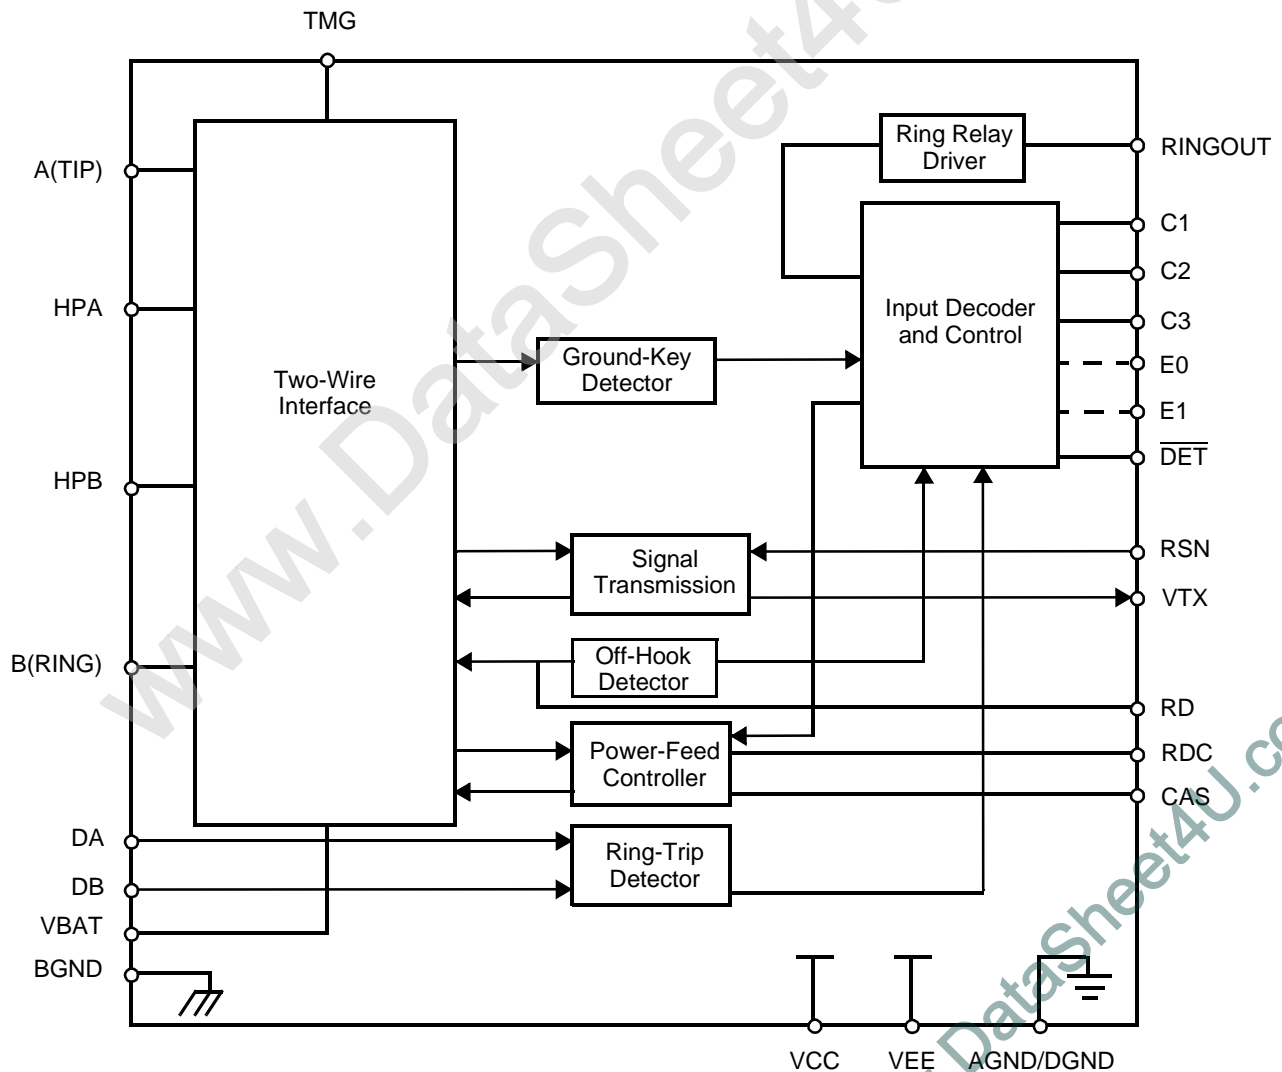 TMG
A(TIP)
HPA
HPB
B(RING)
DA
DB
VBAT
BGND
Two-Wire
Interface
Ground-Key
Detector
Signal
Transmission
Off-Hook
Detector
Power-Feed
Controller
Ring-Trip
Detector
Ring Relay
Driver
Input Decoder
and Control
RINGOUT
C1
C2
C3
E0
E1
DET
RSN
VTX
RD
RDC
CAS
VCC
VEE
AGND/DGND
www.DataSheet4U
DataSheet4U.co